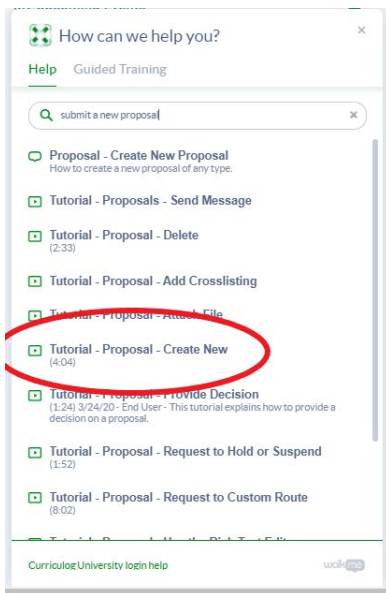 How can we help you?
×
Help Guided Training
submit a new proposal ×
Proposal - Create New Proposal
How to create a new proposal of any type.
Tutorial - Proposals - Send Message
Tutorial - Proposal - Delete
(2:33)
Tutorial - Proposal - Add Crosslisting
Tutorial - Proposal - Attach File
Tutorial - Proposal - Create New
(4:04)
Tutorial - Proposal - Provide Decision
(1:24) 3/24/20 - End User - This tutorial explains how to provide a
decision on a proposal.
Tutorial - Proposal - Request to Hold or Suspend
(1:52)
Tutorial - Proposal - Request to Custom Route
(8:02)
Curriculog University login help walkme